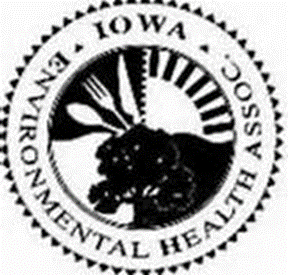 IOWA
ENVIRONMENTAL HEALTH ASSOC.